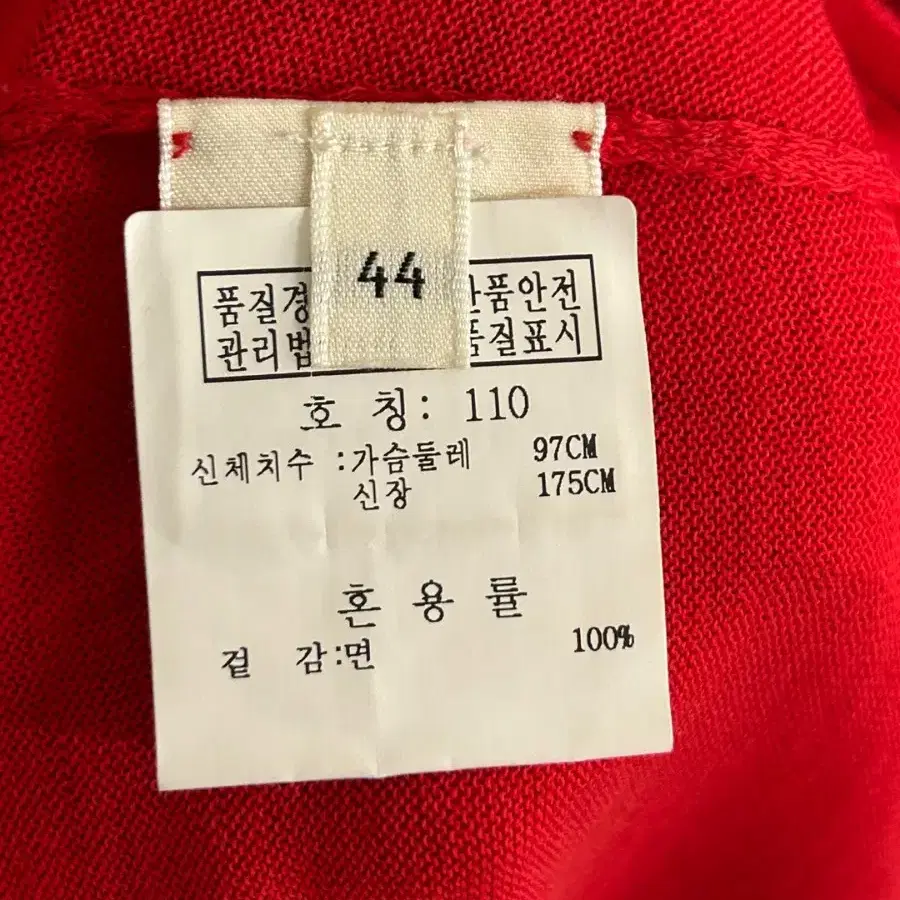 44
품질경 품안전
관리법 품질표시
호 칭: 110
신체치수 :가슴둘레 97CM
신장 175CM
혼 용 률
겉 감:면 100%